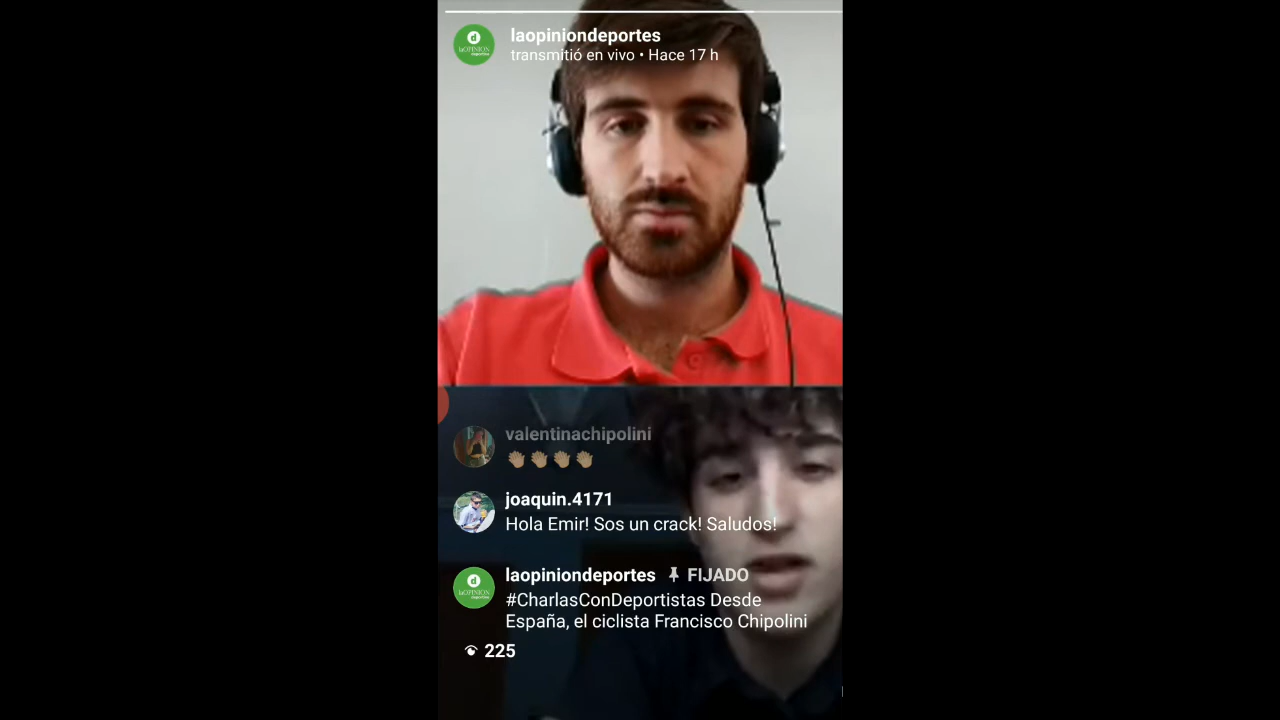 laopiniondeportes
transmitió en vivo • Hace 17 h
valentinachipolini
👏🏼👏🏼👏🏼👏🏼
joaquin.4171
Hola Emir! Sos un crack! Saludos!
laopiniondeportes FIJADO
#CharlasConDeportistas Desde
España, el ciclista Francisco Chipolini
225